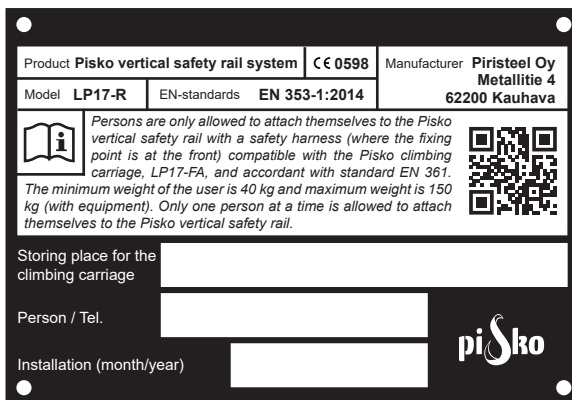 Product Pisko vertical safety rail system
CE 0598
Manufacturer Piristeel Oy
Metallitie 4
62200 Kauhava
Model LP17-R
EN-standards EN 353-1:2014
Persons are only allowed to attach themselves to the Pisko
vertical safety rail with a safety harness (where the fixing
point is at the front) compatible with the Pisko climbing
carriage, LP17-FA, and accordant with standard EN 361.
The minimum weight of the user is 40 kg and maximum weight is 150
kg (with equipment). Only one person at a time is allowed to attach
themselves to the Pisko vertical safety rail.
Storing place for the
climbing carriage
Person / Tel.
Installation (month/year)
piSko